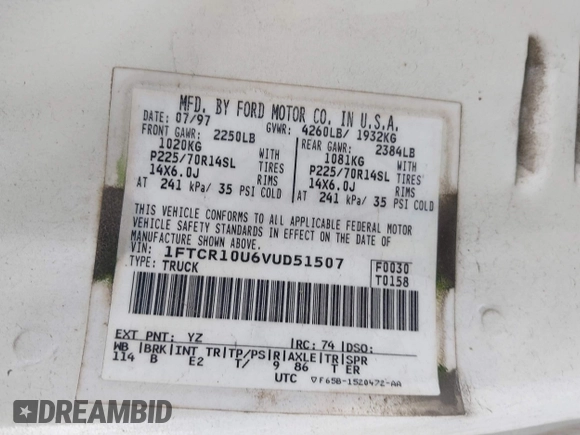 MFD. BY FORD MOTOR CO. IN U.S.A.
DATE: 07/97 GVWR: 4260LB/ 1932KG
FRONT GAWR: 2250LB REAR GAWR: 2384LB
1020KG WITH 1081KG WITH
P225/70R14SL TIRES P225/70R14SL TIRES
14X6.0J RIMS 14X6.0J RIMS
AT 241 kPa/ 35 PSI COLD AT 241 kPa/ 35 PSI COLD
THIS VEHICLE CONFORMS TO ALL APPLICABLE FEDERAL MOTOR
VEHICLE SAFETY STANDARDS IN EFFECT ON THE DATE OF
MANUFACTURE SHOWN ABOVE.
VIN: 1FTCR10U6VUD51507
TYPE: TRUCK
F0030
T0158
EXT PNT: YZ RC: 74 DSO:
WB BRK INT TR TP/PS R AXLE TR SPR
114 B E2 T/ 9 86 T ER
UTC ▽F65B-1520472-AA
DREAMBID